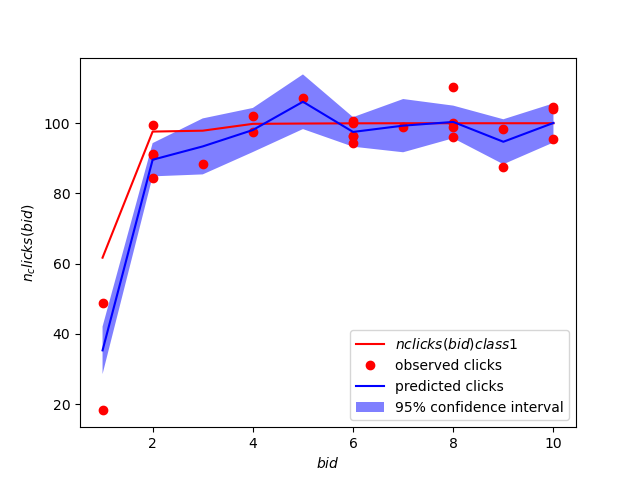 100
80
60
40
20
n_clicks(bid)
nclicks(bid)class1
observed clicks
predicted clicks
95% confidence interval
2 4 6 8 10
bid